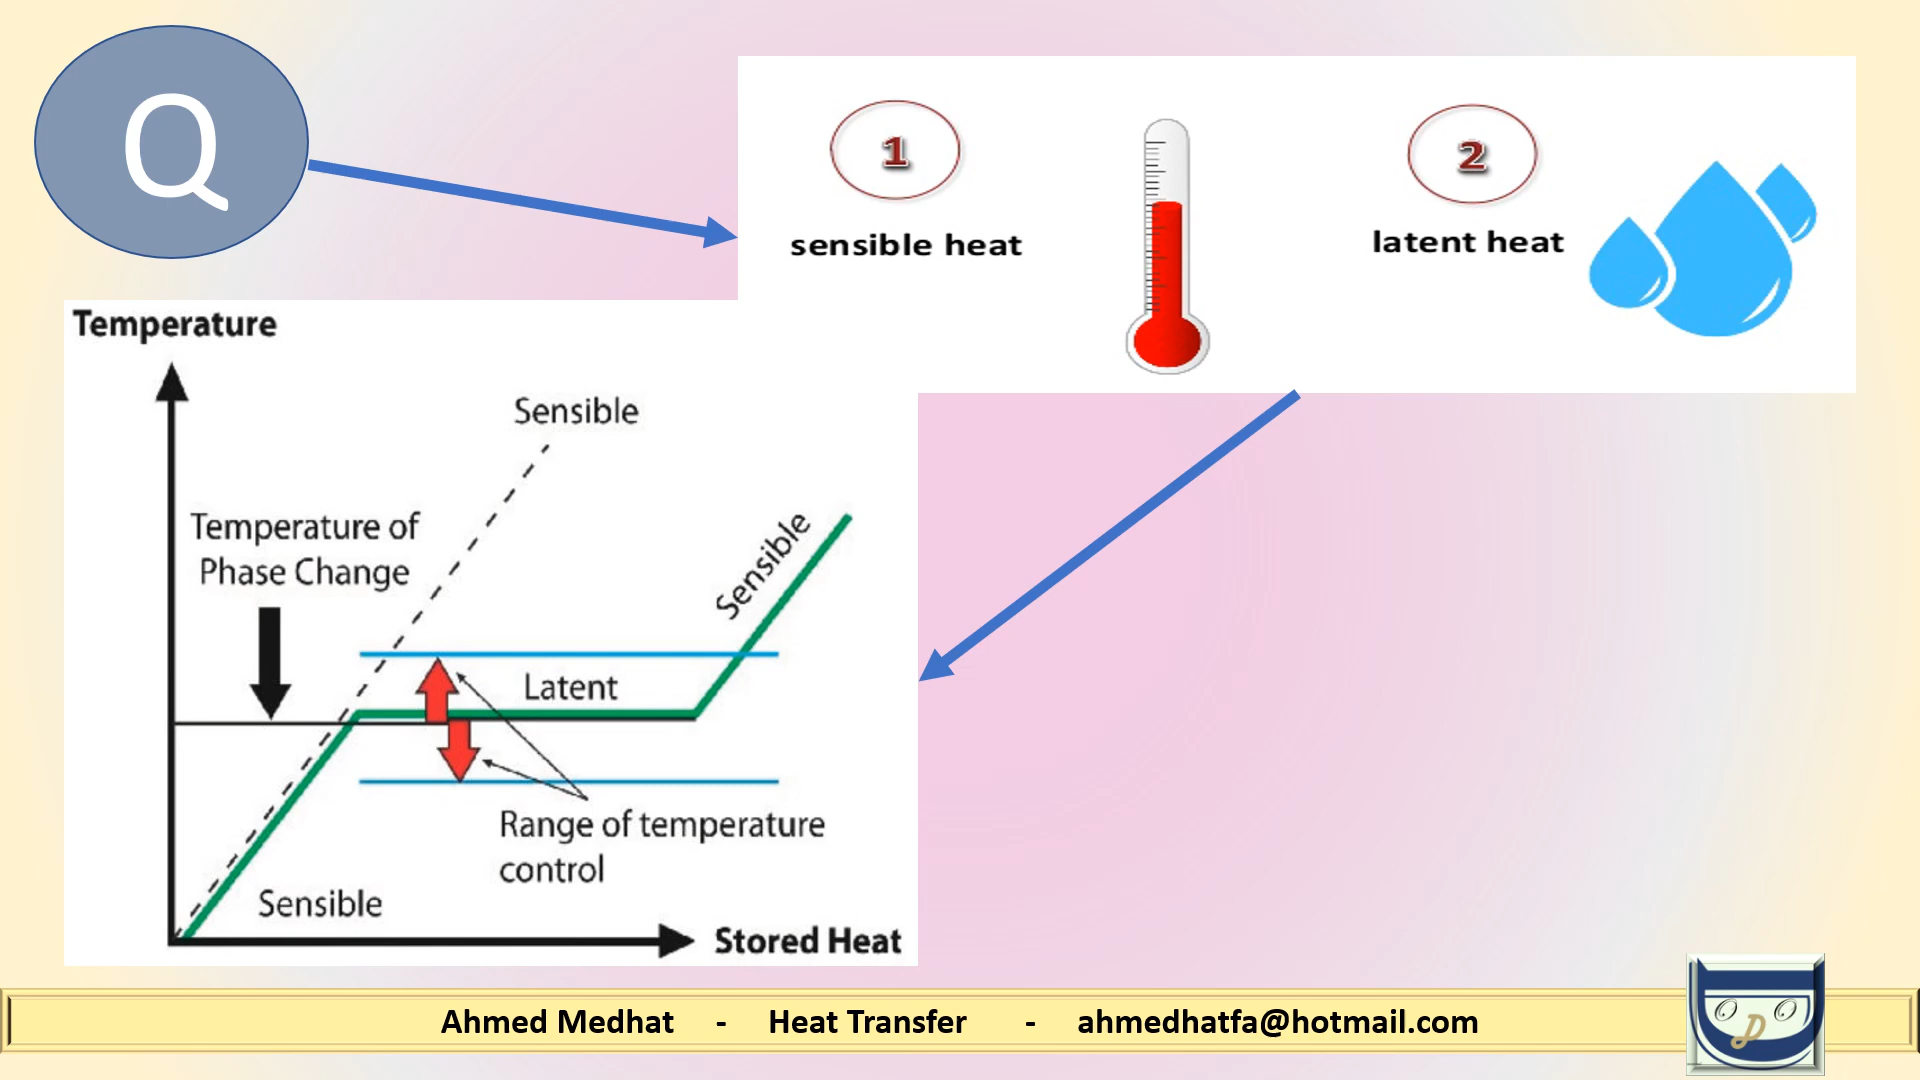 Q
1
2
sensible heat
latent heat
Temperature
Sensible
Temperature of
Phase Change
Sensible
Latent
Range of temperature
control
Sensible
Stored Heat
Ahmed Medhat - Heat Transfer - ahmedhatfa@hotmail.com
O D O